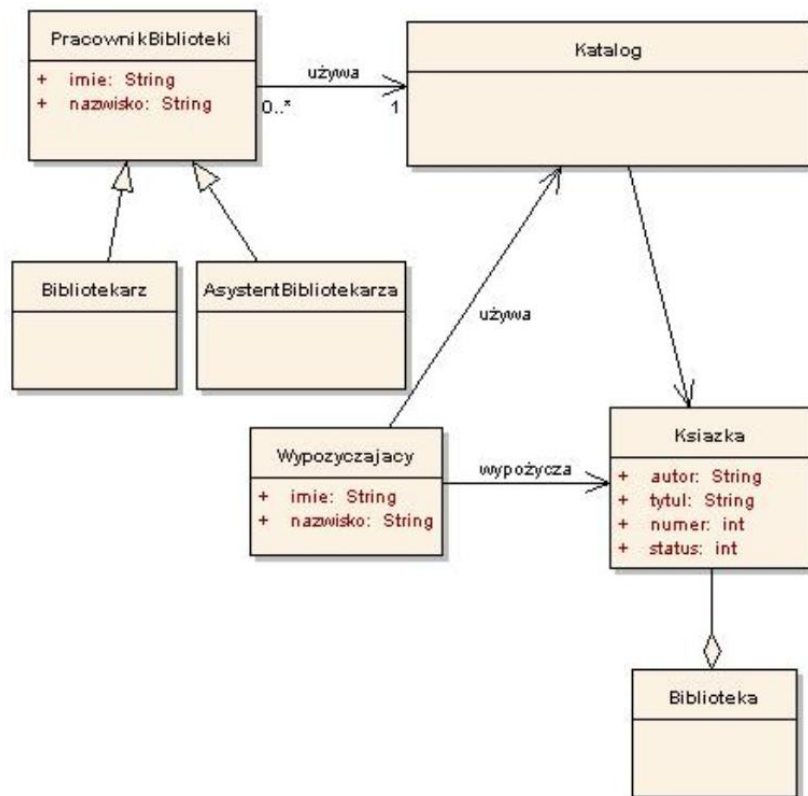 PracownikBiblioteki
+ imie: String
+ nazwisko: String
używa
0..*
1
Katalog
Bibliotekarz
AsystentBibliotekarza
używa
Wypozyczajacy
+ imie: String
+ nazwisko: String
wypożycza
Ksiazka
+ autor: String
+ tytul: String
+ numer: int
+ status: int
Biblioteka